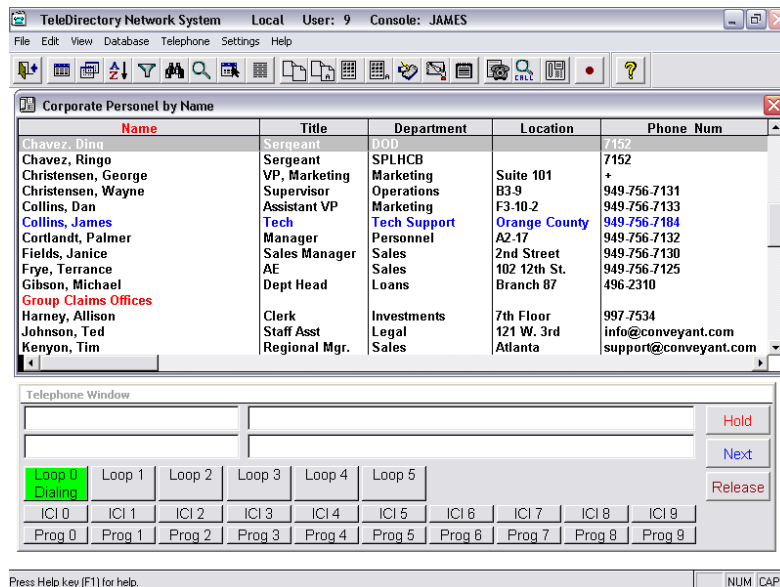 TeleDirectory Network System Local User: 9 Console: JAMES
File Edit View Database Telephone Settings Help
CALL
Corporate Personel by Name
Name Title Department Location Phone Num
Chavez, Ding Sergeant DOD 7152
Chavez, Ringo Sergeant SPLHCB 7152
Christensen, George VP, Marketing Marketing Suite 101 +
Christensen, Wayne Supervisor Operations B3-9 949-756-7131
Collins, Dan Assistant VP Marketing F3-10-2 949-756-7133
Collins, James Tech Tech Support Orange County 949-756-7184
Cortlandt, Palmer Manager Personnel A2-17 949-756-7132
Fields, Janice Sales Manager Sales 2nd Street 949-756-7130
Frye, Terrance AE Sales 102 12th St. 949-756-7125
Gibson, Michael Dept Head Loans Branch 87 496-2310
Group Claims Offices
Harney, Allison Clerk Investments 7th Floor 997-7534
Johnson, Ted Staff Asst Legal 121 W. 3rd info@conveyant.com
Kenyon, Tim Regional Mgr. Sales Atlanta support@conveyant.com
Telephone Window
Hold
Next
Release
Loop 0 Dialing Loop 1 Loop 2 Loop 3 Loop 4 Loop 5
ICI 0 ICI 1 ICI 2 ICI 3 ICI 4 ICI 5 ICI 6 ICI 7 ICI 8 ICI 9
Prog 0 Prog 1 Prog 2 Prog 3 Prog 4 Prog 5 Prog 6 Prog 7 Prog 8 Prog 9
Press Help key (F1) for help. NUM CAP